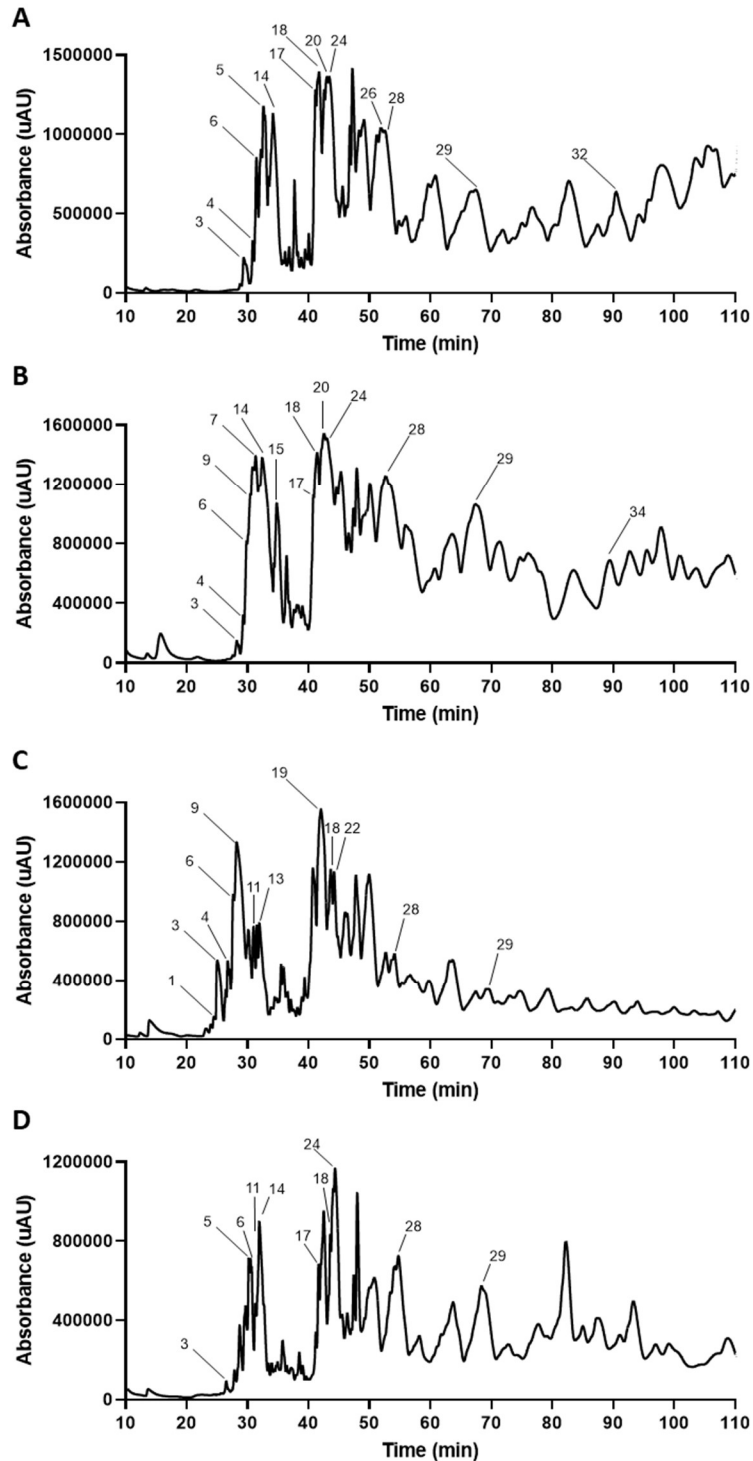 A
18 20 24
5 14 17
6 26 28
29 32
4
3
Absorbance (uAU)
1500000
1000000
500000
0
10 20 30 40 50 60 70 80 90 100 110
Time (min)
B
20
14 18 24
7 15 28
9 29
17
6
34
4
3
Absorbance (uAU)
1600000
1200000
800000
400000
0
10 20 30 40 50 60 70 80 90 100 110
Time (min)
C
19
9
18 22
6 11 13
3 4 28
29
1
Absorbance (uAU)
1600000
1200000
800000
400000
0
10 20 30 40 50 60 70 80 90 100 110
Time (min)
D
24
11 14 18
5 6 17 28
29
3
Absorbance (uAU)
1200000
800000
400000
0
10 20 30 40 50 60 70 80 90 100 110
Time (min)